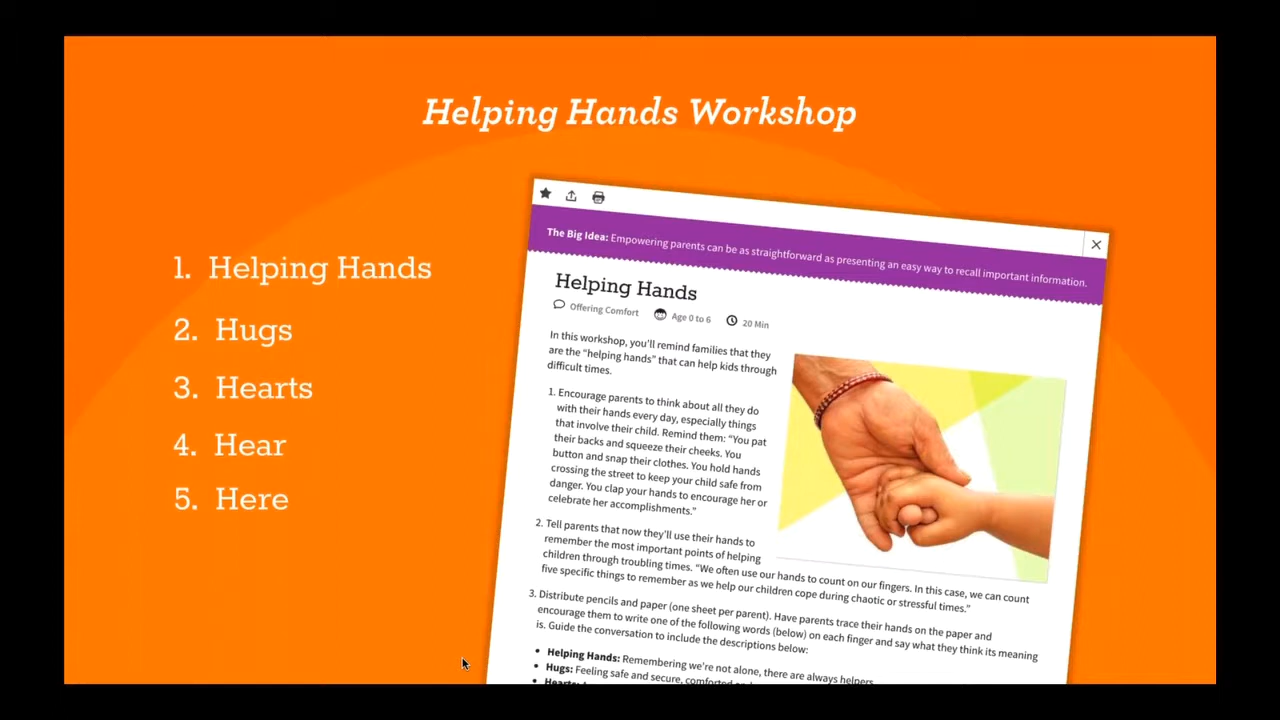 Helping Hands Workshop
1. Helping Hands
2. Hugs
3. Hearts
4. Hear
5. Here
The Big Idea: Empowering parents can be as straightforward as presenting an easy way to recall important information.
Helping Hands
Offering Comfort Age 0 to 6 20 Min
In this workshop, you'll remind families that they
are the "helping hands" that can help kids through
difficult times.
1. Encourage parents to think about all they do
with their hands every day, especially things
that involve their child. Remind them: "You pat
their backs and squeeze their cheeks. You
button and snap their clothes. You hold hands
crossing the street to keep your child safe from
danger. You clap your hands to encourage her or
celebrate her accomplishments."
2. Tell parents that now they'll use their hands to
remember the most important points of helping
children through troubling times. "We often use our hands to count on our fingers. In this case, we can count
five specific things to remember as we help our children cope during chaotic or stressful times."
3. Distribute pencils and paper (one sheet per parent). Have parents trace their hands on the paper and
encourage them to write one of the following words (below) on each finger and say what they think its meaning
is. Guide the conversation to include the descriptions below:
• Helping Hands: Remembering we're not alone, there are always helpers
• Hugs: Feeling safe and secure, comforted
• Hearts: